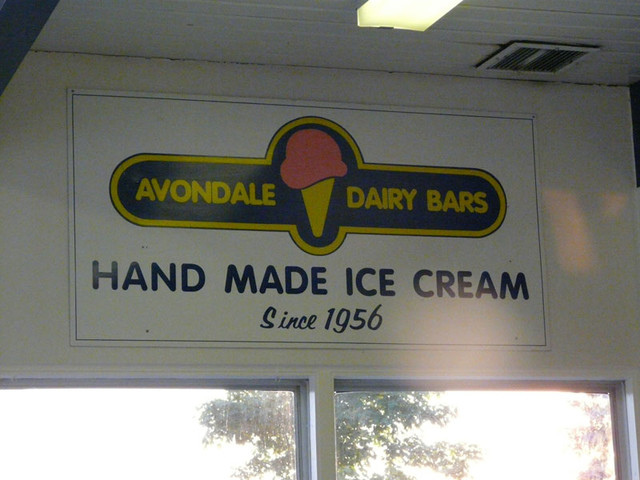 AVONDALE DAIRY BARS
HAND MADE ICE CREAM
Since 1956